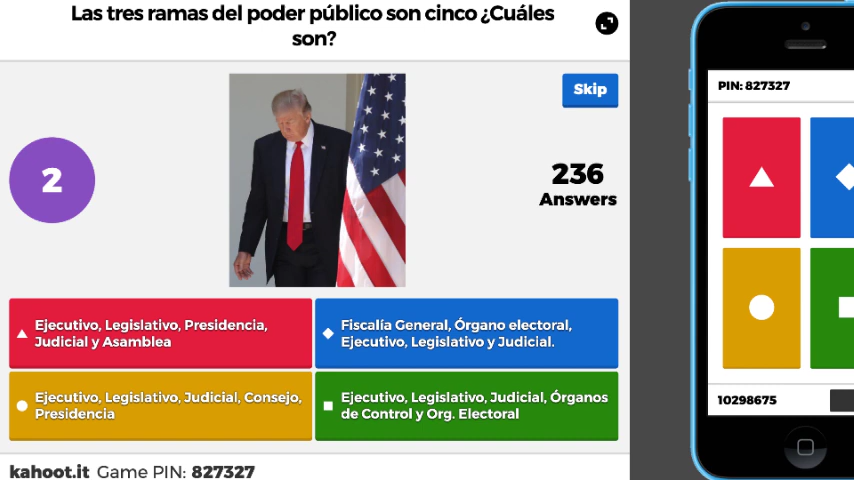 Las tres ramas del poder público son cinco ¿Cuáles
son?
Skip
2
236
Answers
Ejecutivo, Legislativo, Presidencia,
Judicial y Asamblea
Fiscalía General, Órgano electoral,
Ejecutivo, Legislativo y Judicial.
Ejecutivo, Legislativo, Judicial, Consejo,
Presidencia
Ejecutivo, Legislativo, Judicial, Órganos
de Control y Org. Electoral
kahoot.it Game PIN: 827327
PIN: 827327
10298675